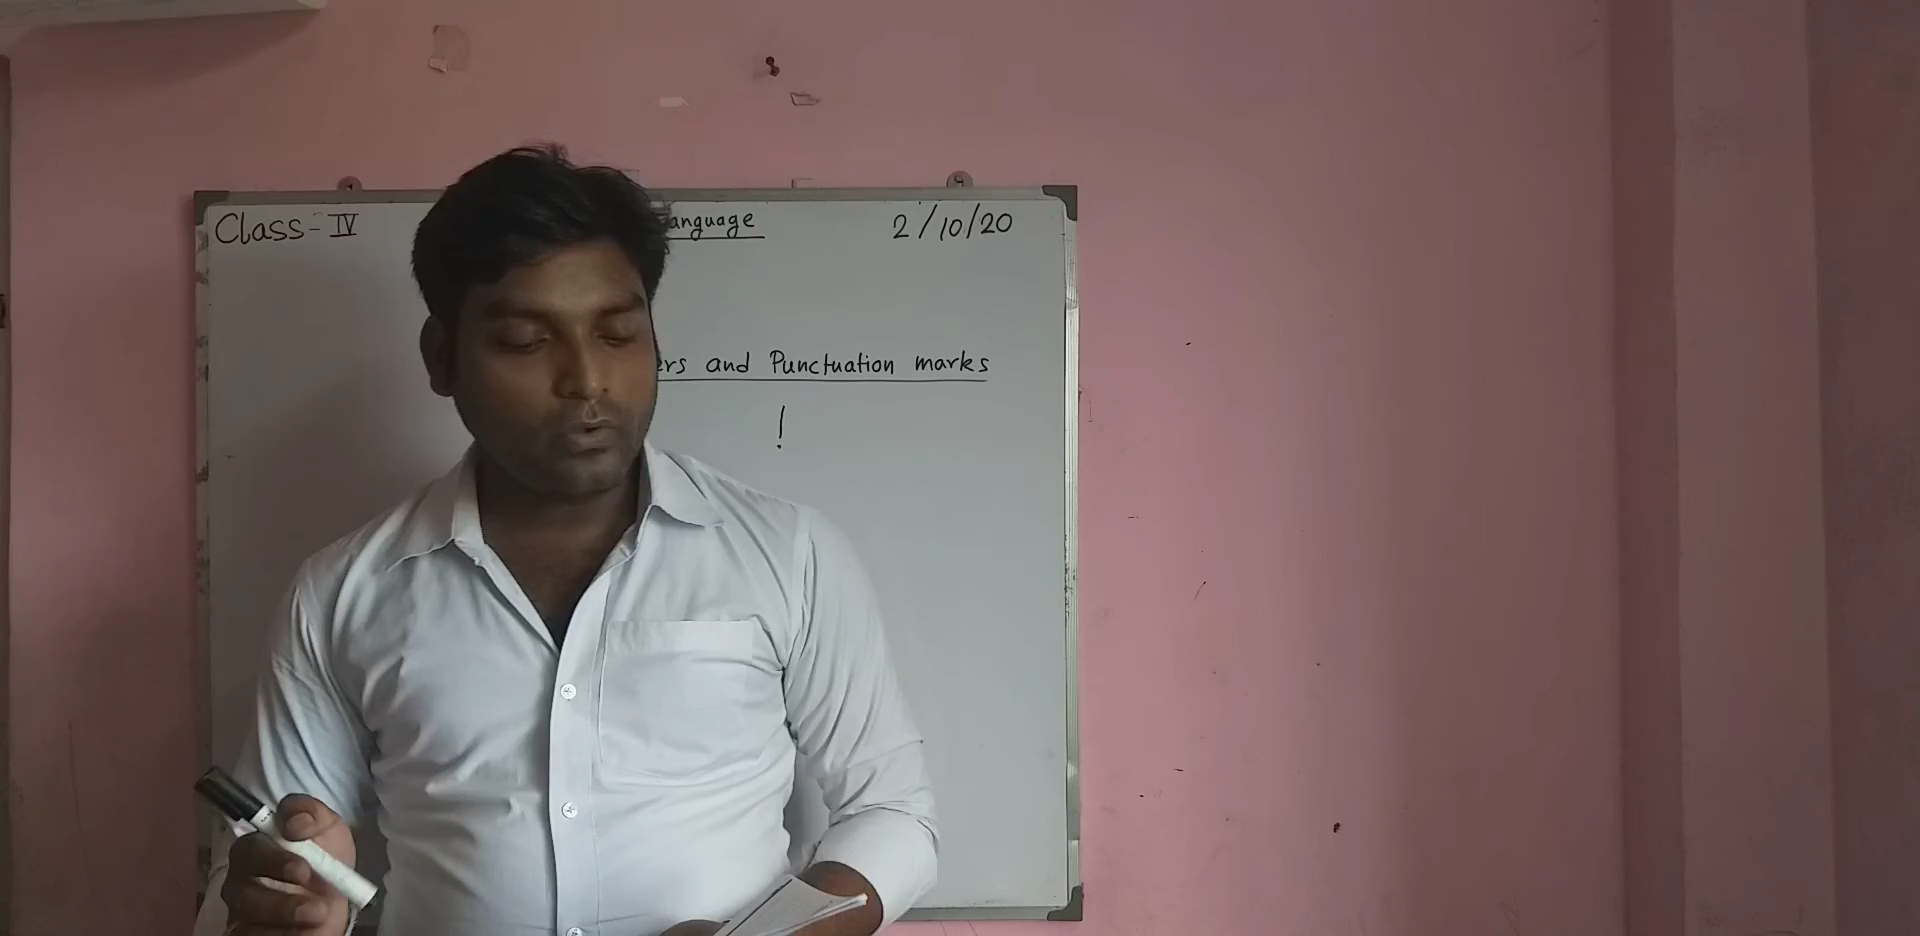 Class - IV anguage 2/10/20
ers and Punctuation marks
!